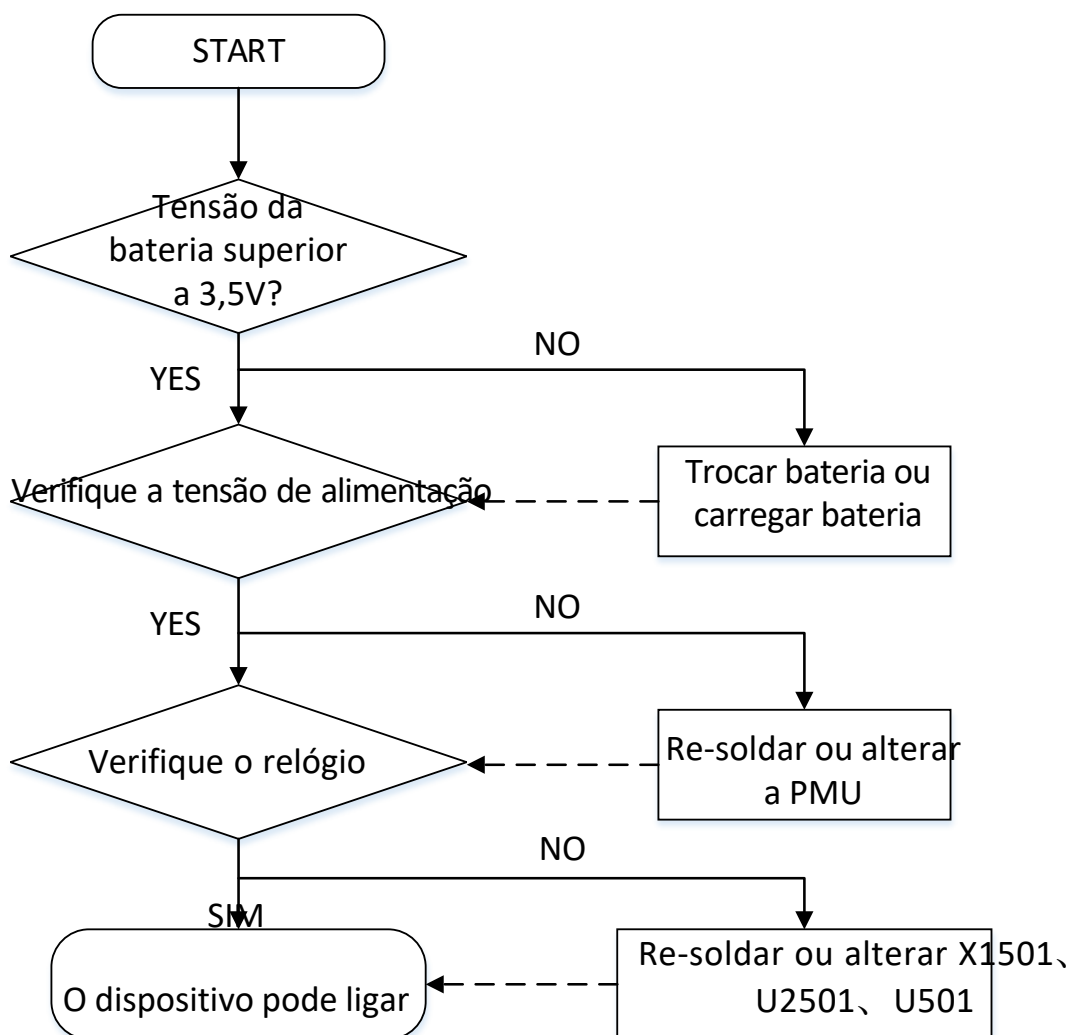 START
Tensão da
bateria superior
a 3,5V?
NO
YES
Trocar bateria ou
carregar bateria
Verifique a tensão de alimentação
NO
YES
Re-soldar ou alterar
a PMU
Verifique o relógio
NO
SIM
Re-soldar ou alterar X1501、
U2501、U501
O dispositivo pode ligar